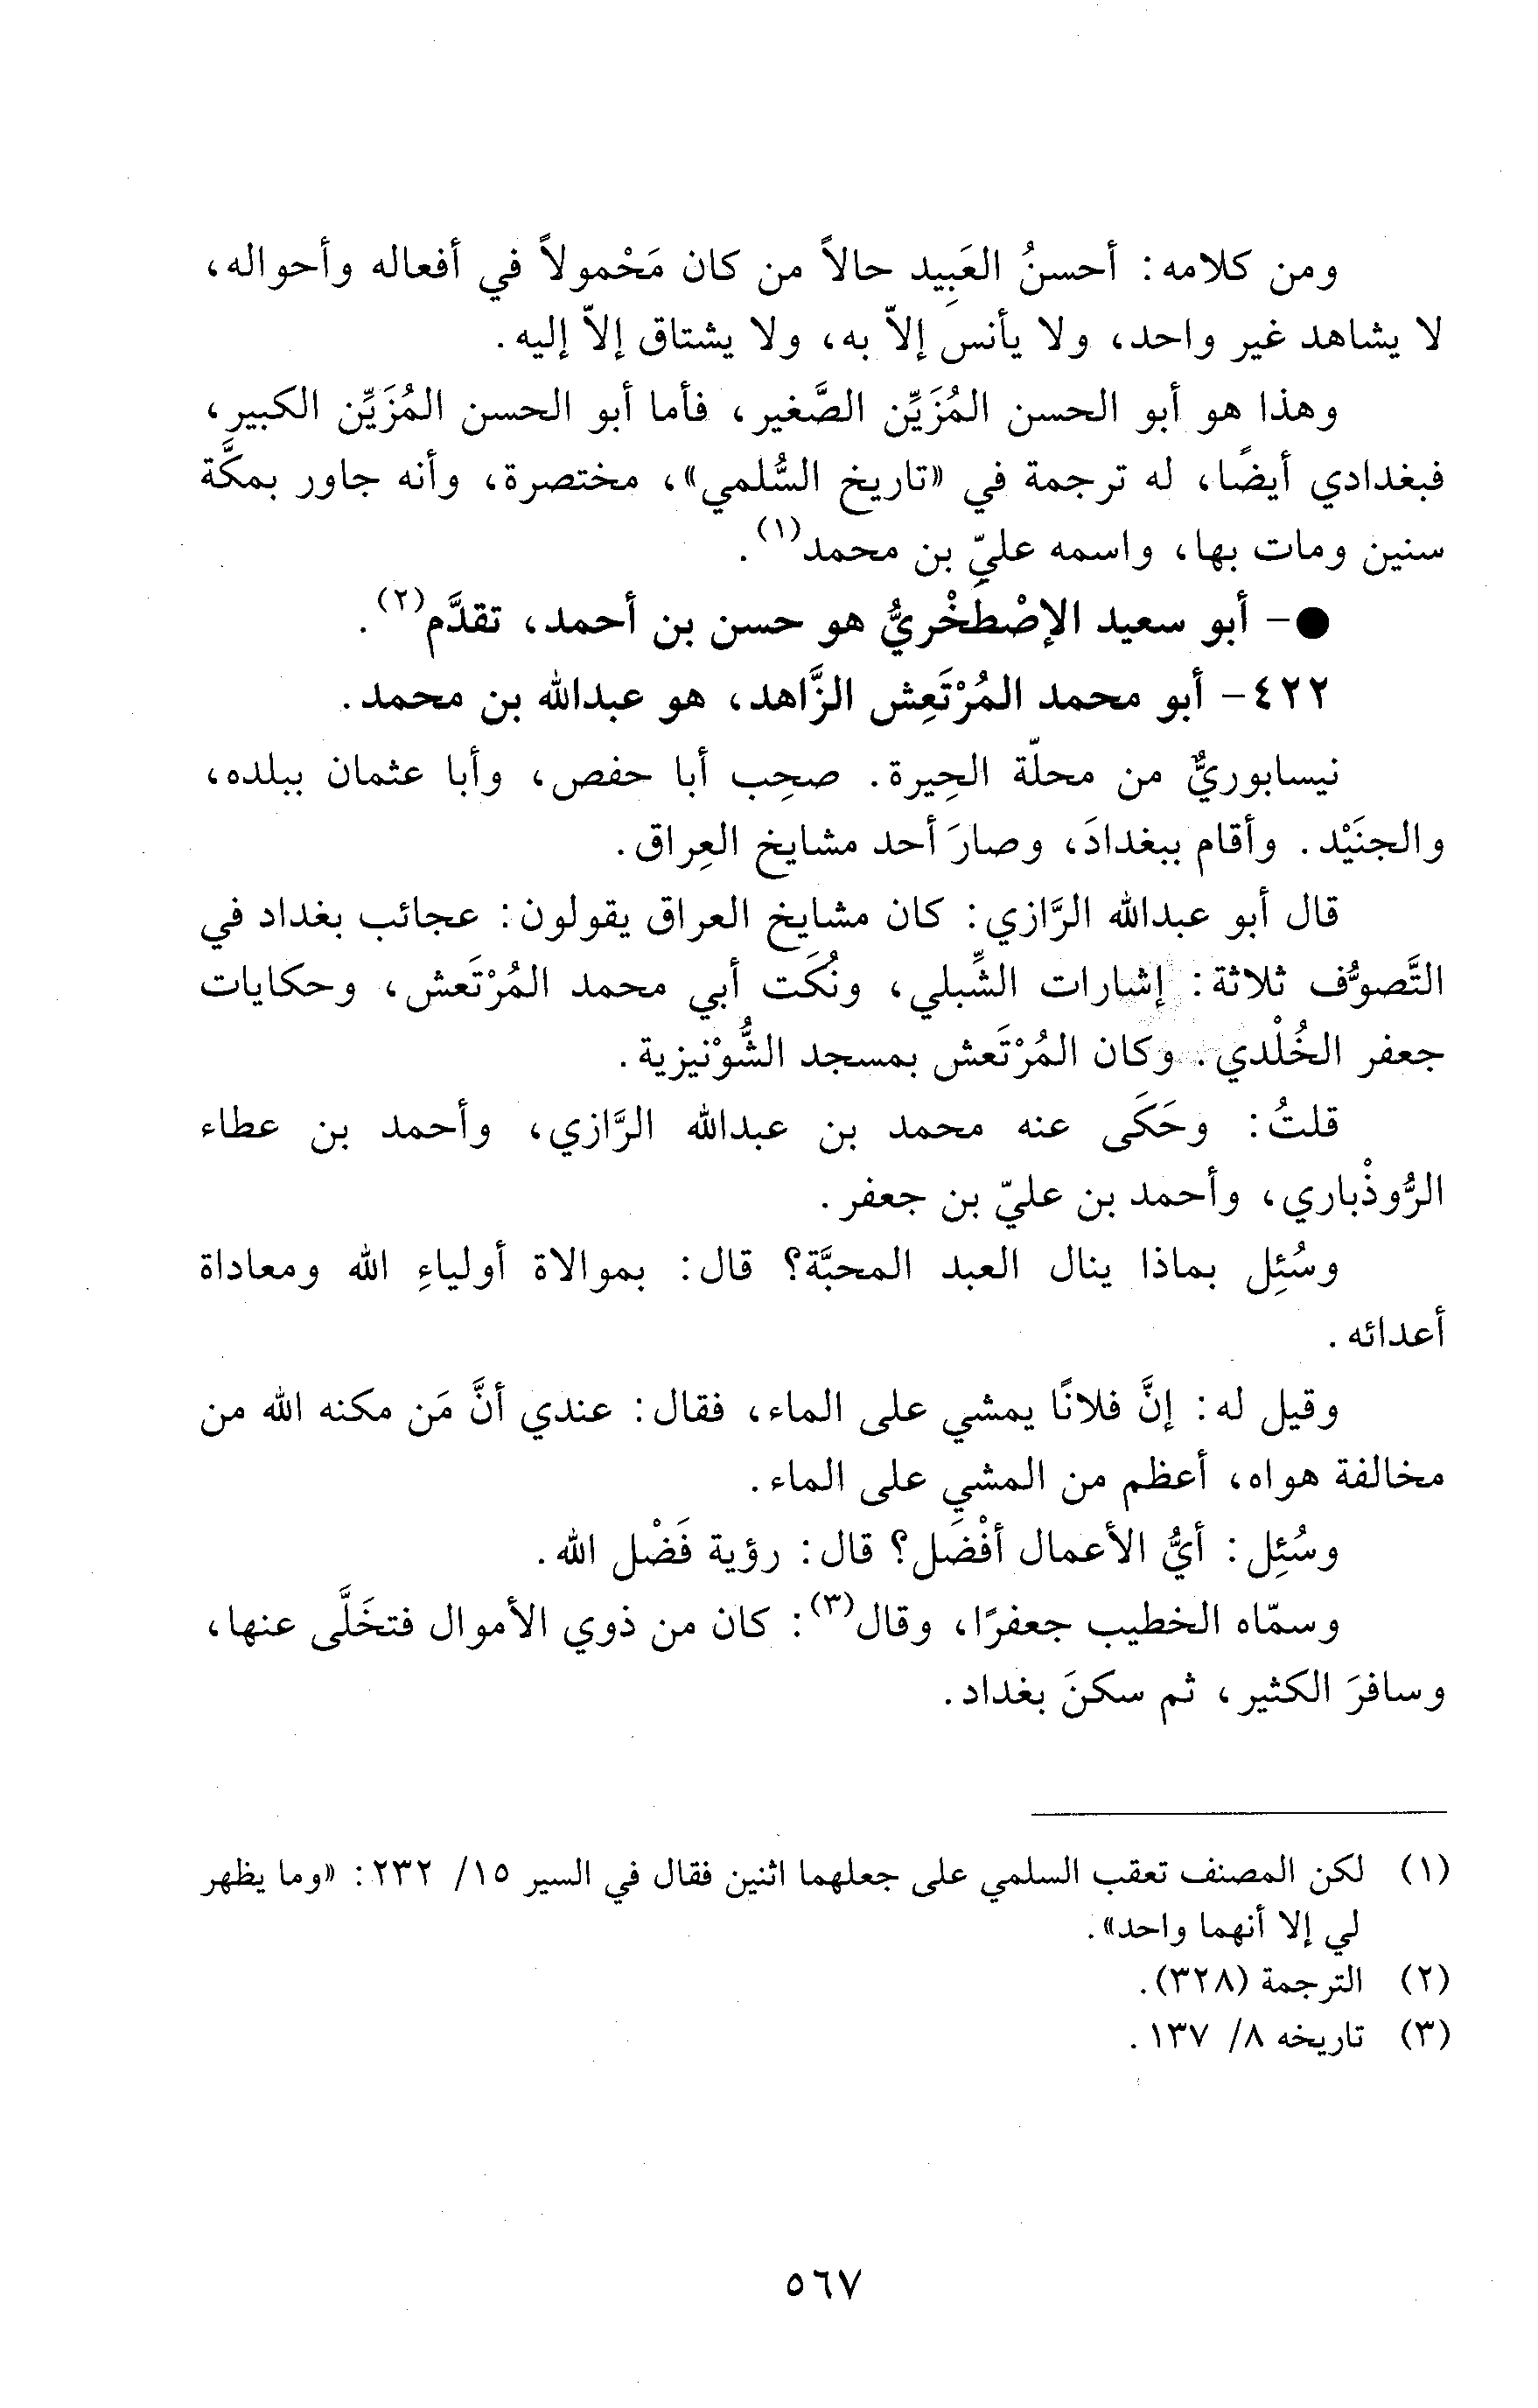 ومن كلامه: أحسنُ العَبِيد حالاً من كان مَحْمولاً في أفعاله وأحواله،
لا يشاهد غير واحد، ولا يأنس إلاّ به، ولا يشتاق إلاّ إليه.
وهذا هو أبو الحسن المُزَيِّن الصَّغير، فأما أبو الحسن المُزَيِّن الكبير،
فبغدادي أيضًا، له ترجمة في «تاريخ السُّلمي»، مختصرة، وأنه جاور بمكَّة
سنين ومات بها، واسمه عليّ بن محمد(١).
● - أبو سعيد الإصْطَخْريُّ هو حسن بن أحمد، تقدَّم(٢).
٤٢٢ - أبو محمد المُرْتَعِش الزَّاهد، هو عبدالله بن محمد.
نيسابوريٌّ من محلّة الحِيرة. صحِب أبا حفص، وأبا عثمان ببلده،
والجنَيْد. وأقام ببغدادَ، وصارَ أحد مشايخ العِراق.
قال أبو عبدالله الرَّازي: كان مشايخ العراق يقولون: عجائب بغداد في
التَّصوُّف ثلاثة: إشارات الشِّبلي، ونُكَت أبي محمد المُرْتَعش، وحكايات
جعفر الخُلْدي. وكان المُرْتَعش بمسجد الشُّوْنيزية.
قلتُ: وحَكَى عنه محمد بن عبدالله الرَّازي، وأحمد بن عطاء
الرُّوذْباري، وأحمد بن عليّ بن جعفر.
وسُئِل بماذا ينال العبد المحبَّة؟ قال: بموالاة أولياءِ الله ومعاداة
أعدائه.
وقيل له: إنَّ فلانًا يمشي على الماء، فقال: عندي أنَّ مَن مكنه الله من
مخالفة هواه، أعظم من المشي على الماء.
وسُئِل: أيُّ الأعمال أفْضَل؟ قال: رؤية فَضْل الله.
وسمّاه الخطيب جعفرًا، وقال(٣): كان من ذوي الأموال فتخَلَّى عنها،
وسافرَ الكثير، ثم سكنَ بغداد.
(١) لكن المصنف تعقب السلمي على جعلهما اثنين فقال في السير ١٥/ ٢٣٢: «وما يظهر
لي إلا أنهما واحد».
(٢) الترجمة (٣٢٨).
(٣) تاريخه ٨/ ١٣٧.
٥٦٧